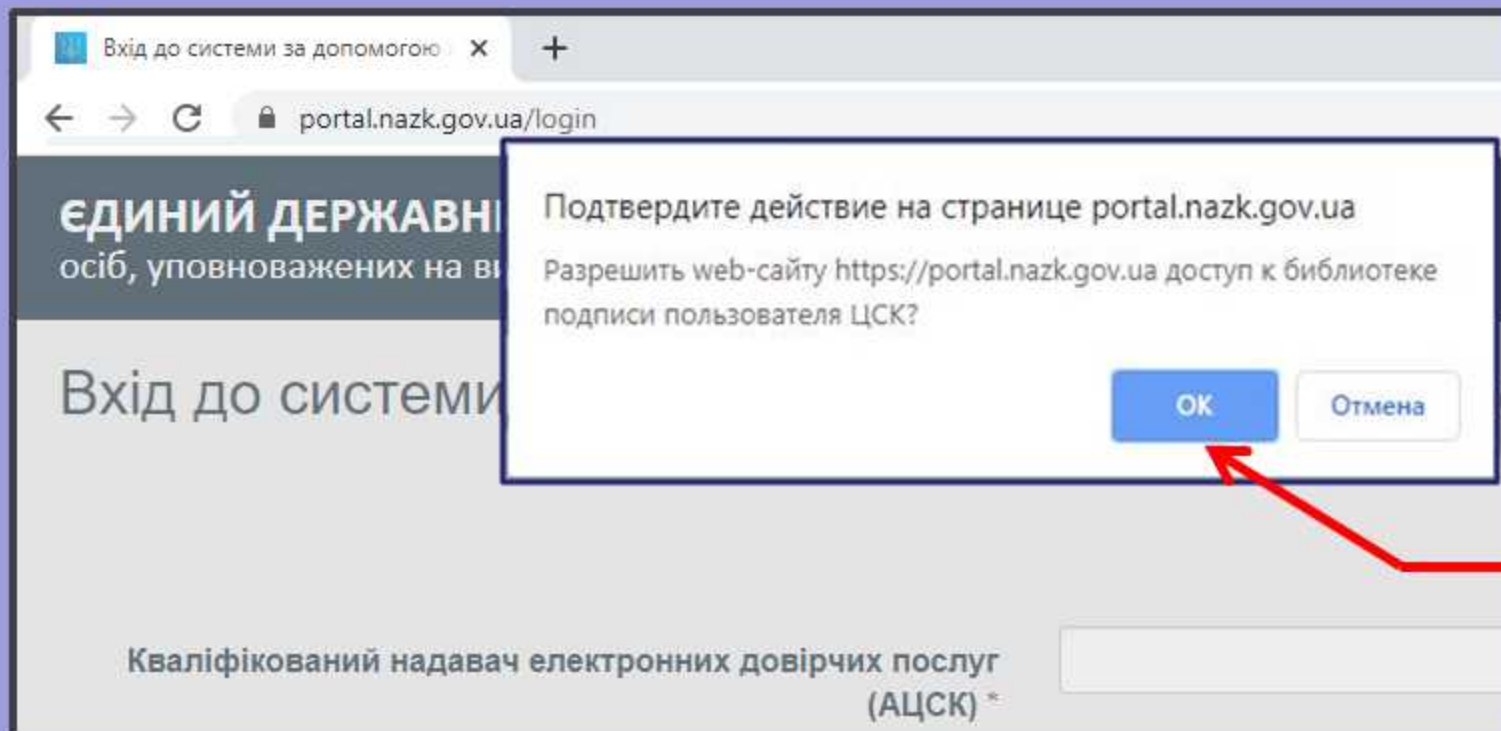 Вхід до системи за допомогою
portal.nazk.gov.ua/login
ЄДИНИЙ ДЕРЖАВНІ
осіб, уповноважених на ви
Подтвердите действие на странице portal.nazk.gov.ua
Разрешить web-сайту https://portal.nazk.gov.ua доступ к библиотеке
подписи пользователя ЦСК?
Вхід до системи
ОК Отмена
Кваліфікований надавач електронних довірчих послуг
(АЦСК) *